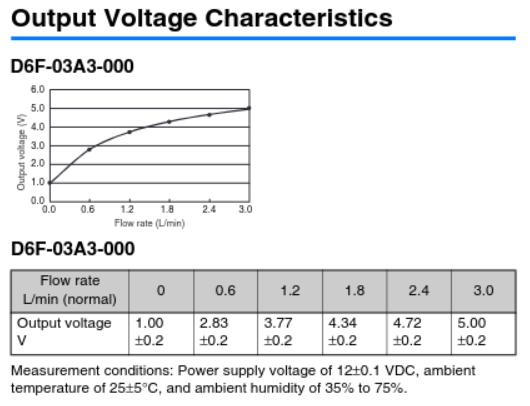 Output Voltage Characteristics
D6F-03A3-000
Output voltage (V)
6.0
5.0
4.0
3.0
2.0
1.0
0.0
0.0 0.6 1.2 1.8 2.4 3.0
Flow rate (L/min)
D6F-03A3-000
Flow rate
L/min (normal) 0 0.6 1.2 1.8 2.4 3.0
Output voltage 1.00 2.83 3.77 4.34 4.72 5.00
V ±0.2 ±0.2 ±0.2 ±0.2 ±0.2 ±0.2
Measurement conditions: Power supply voltage of 12±0.1 VDC, ambient
temperature of 25±5°C, and ambient humidity of 35% to 75%.